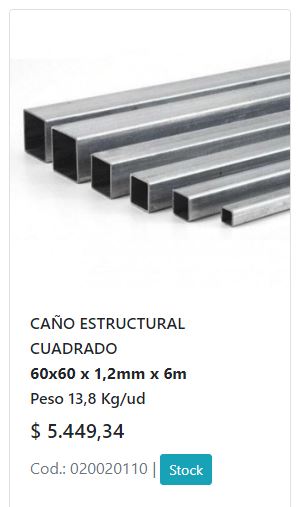 CAÑO ESTRUCTURAL
CUADRADO
60x60 x 1,2mm x 6m
Peso 13,8 Kg/ud
$ 5.449,34
Cod.: 020020110 | Stock